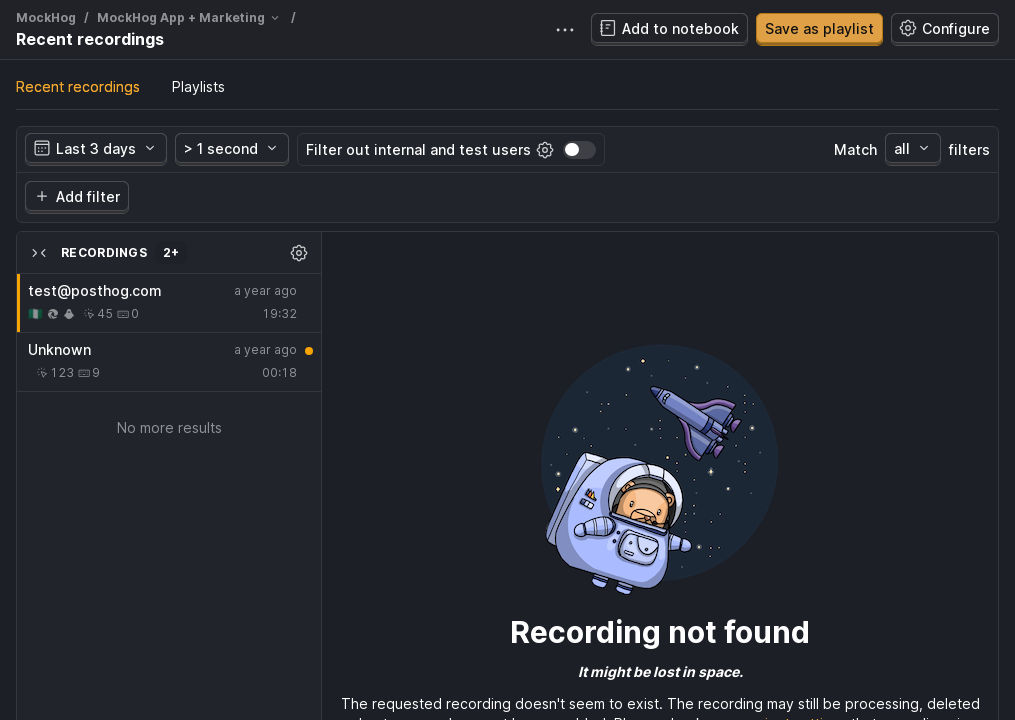 MockHog / MockHog App + Marketing /
Recent recordings
Add to notebook
Save as playlist
Configure
Recent recordings
Playlists
Last 3 days
> 1 second
Filter out internal and test users
Match all filters
Add filter
RECORDINGS 2+
test@posthog.com a year ago
45 0 19:32
Unknown a year ago
123 9 00:18
No more results
Recording not found
It might be lost in space.
The requested recording doesn't seem to exist. The recording may still be processing, deleted